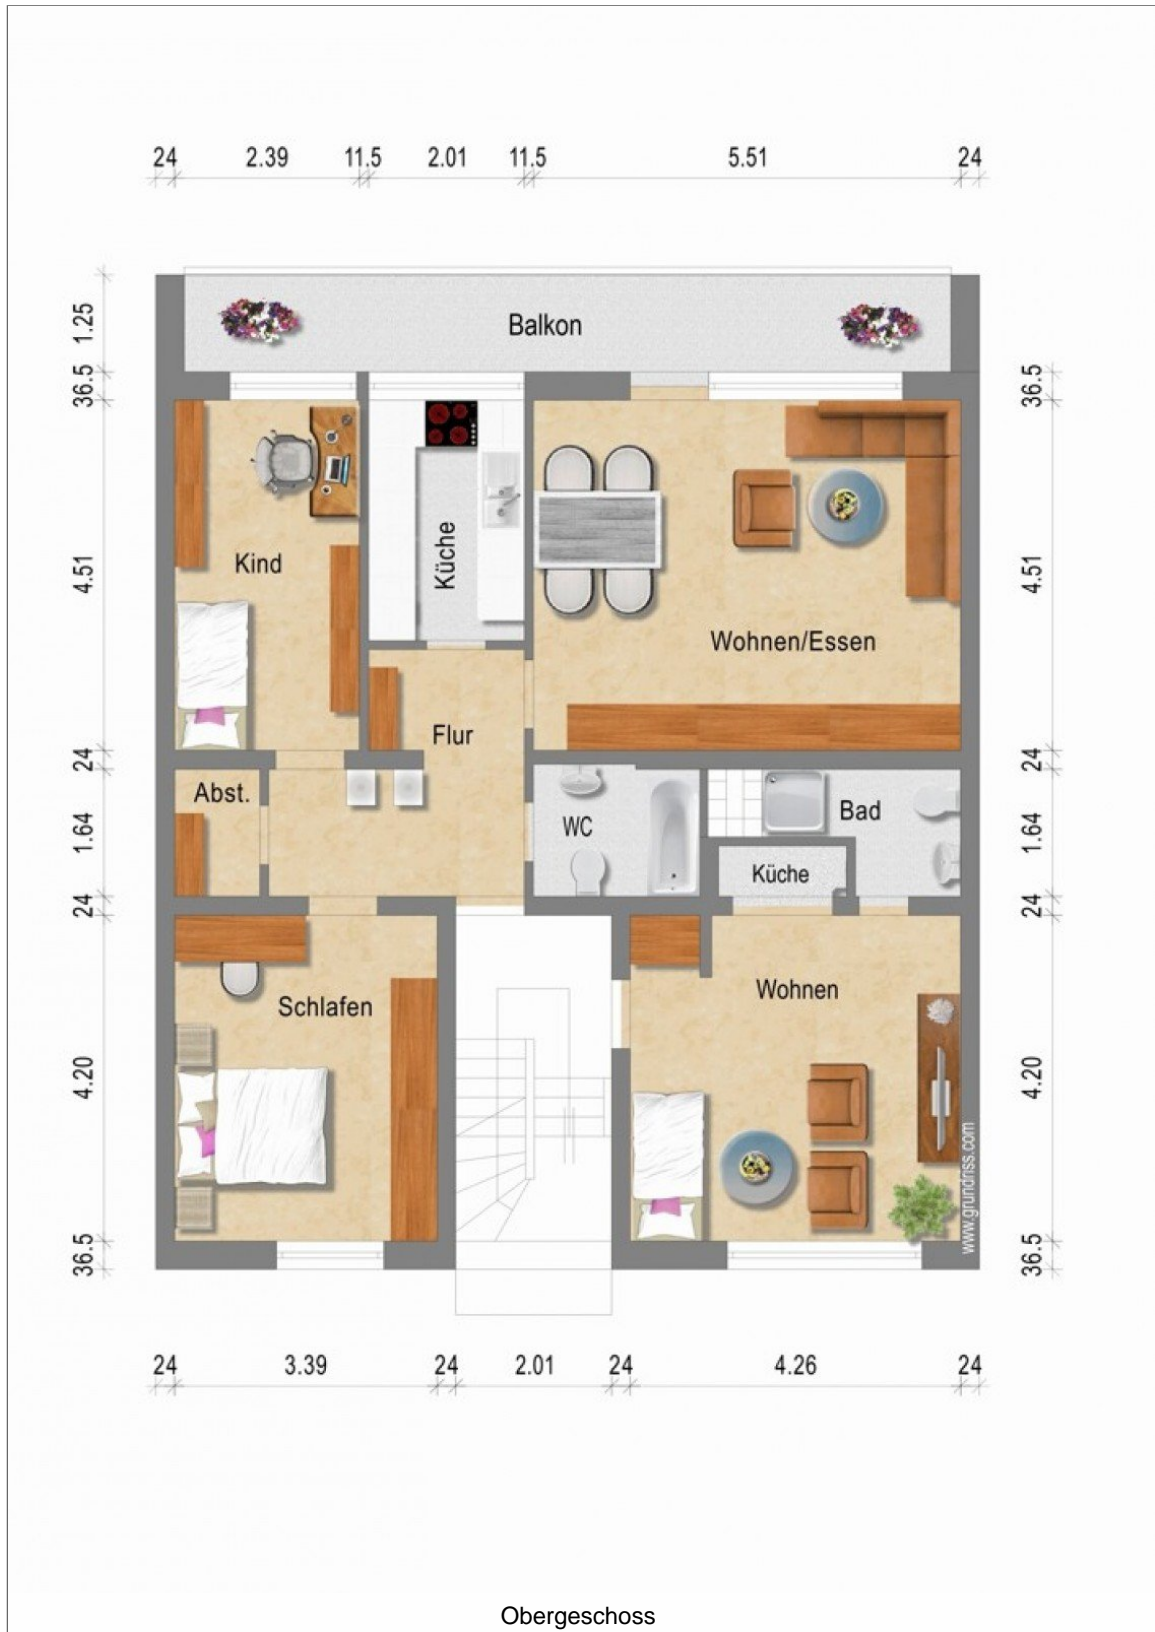 24 2.39 11.5 2.01 11.5 5.51 24
1.25
36.5
4.51
24
1.64
24
4.20
36.5
Balkon
Kind
Küche
Wohnen/Essen
Flur
Abst.
WC
Bad
Küche
Schlafen
Wohnen
www.grundriss.com
36.5
4.51
24
1.64
24
4.20
36.5
24 3.39 24 2.01 24 4.26 24
Obergeschoss